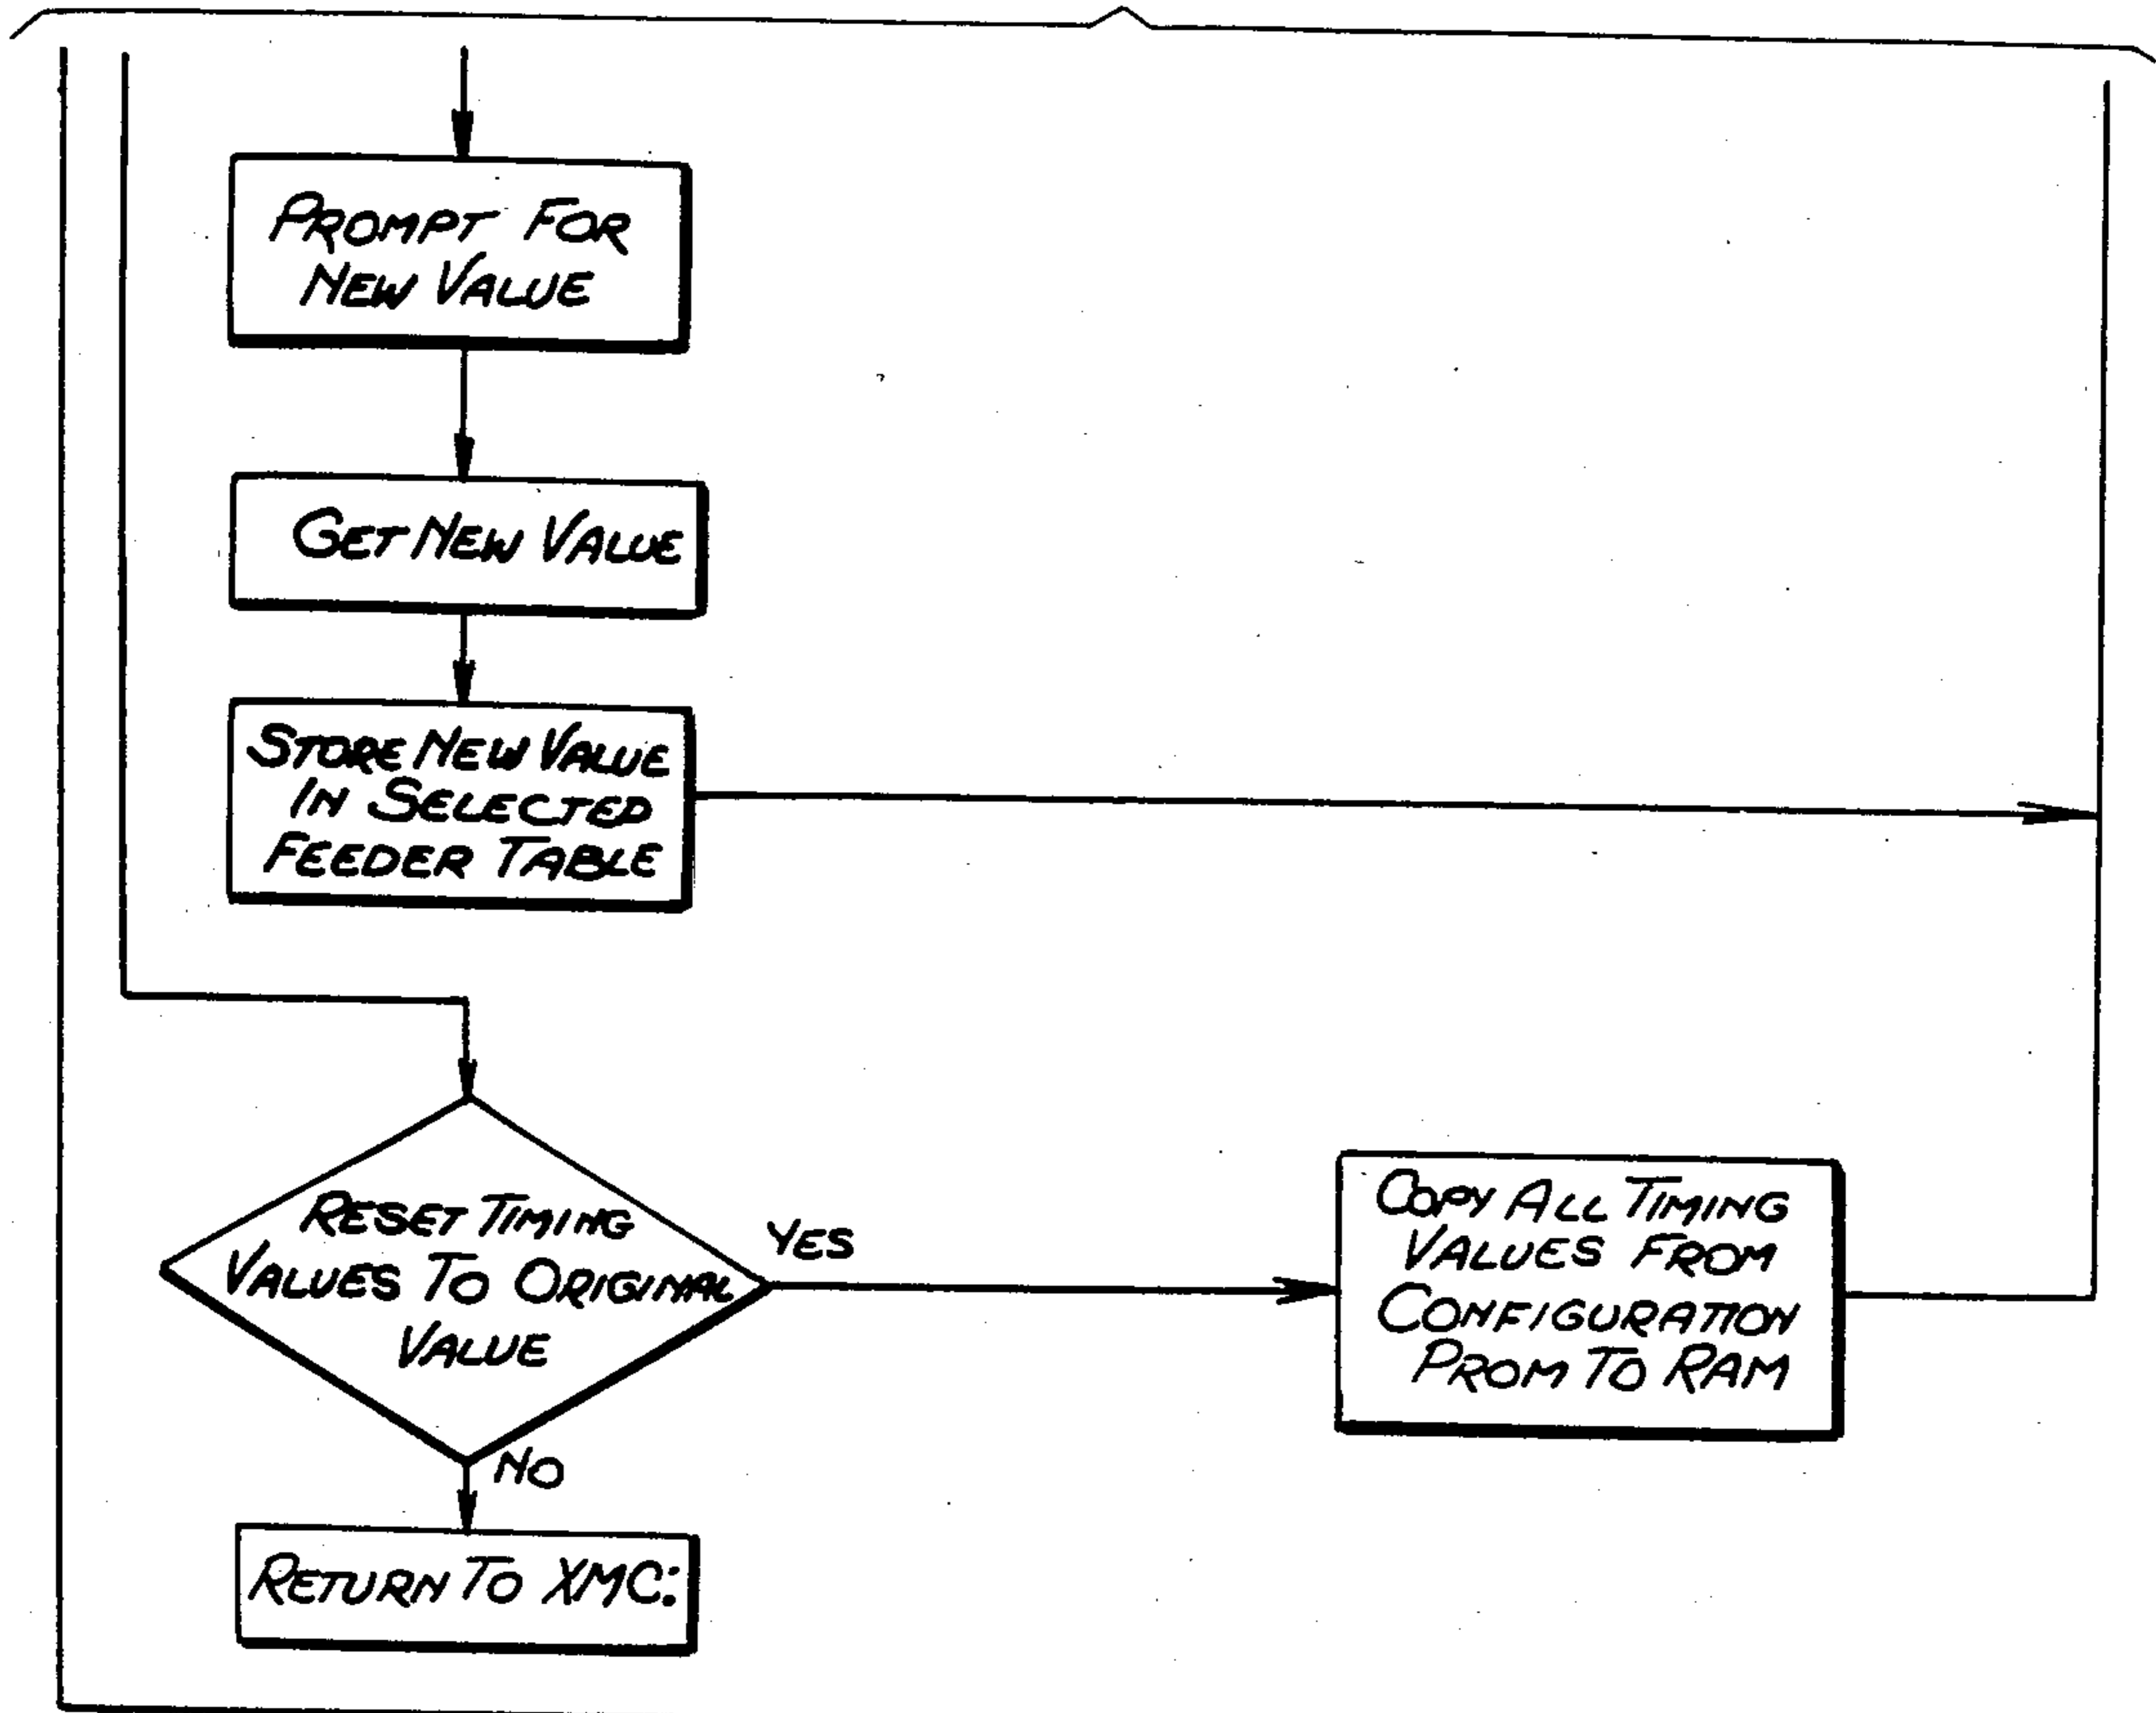 PROMPT FOR
NEW VALUE
GET NEW VALUE
STORE NEW VALUE
IN SELECTED
FEEDER TABLE
RESET TIMING
VALUES TO ORIGINAL
VALUE
YES
COPY ALL TIMING
VALUES FROM
CONFIGURATION
PROM TO RAM
NO
RETURN TO XMC: